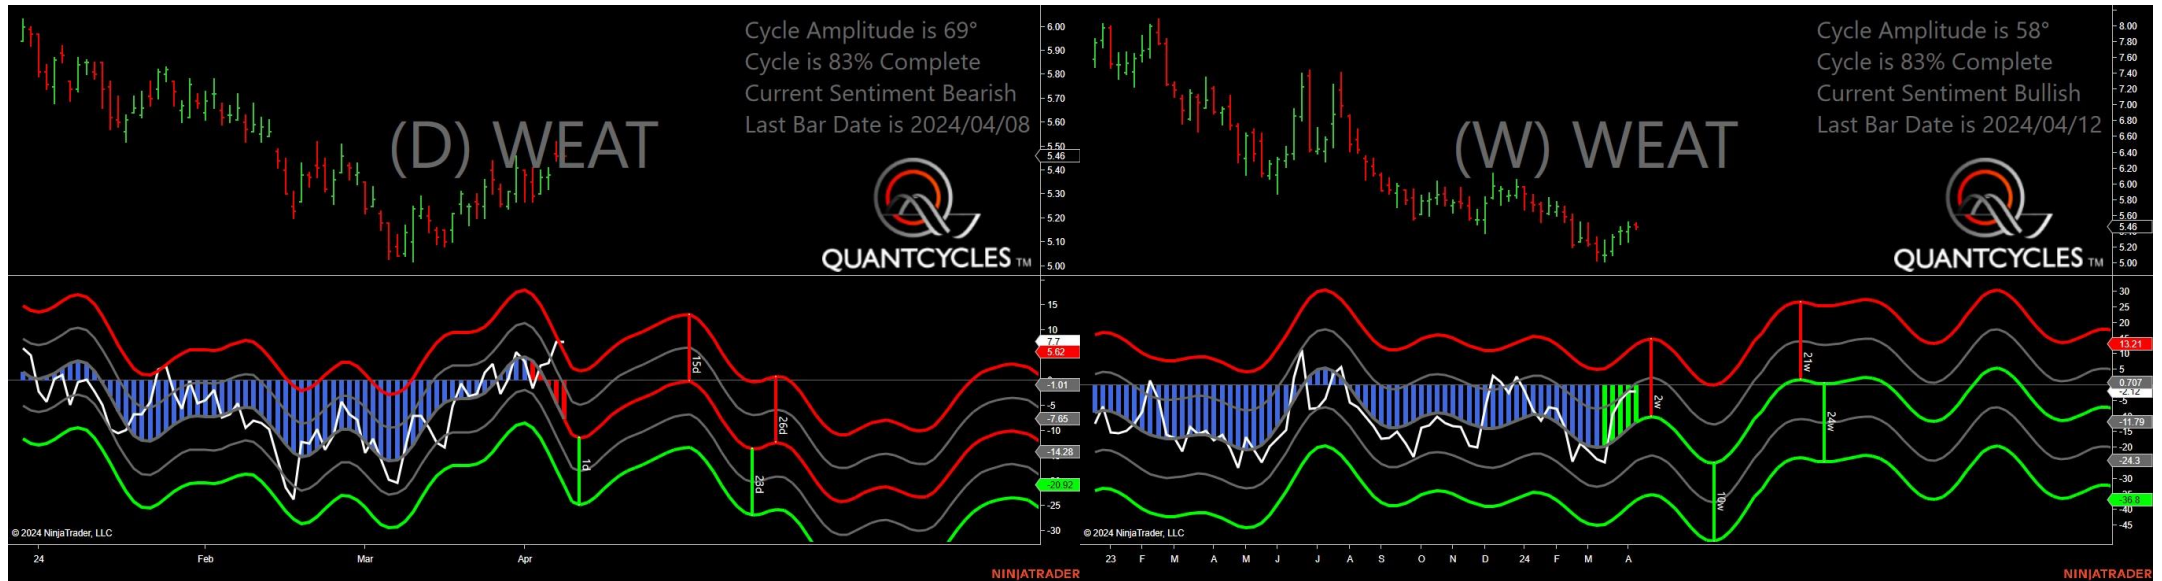 Cycle Amplitude is 69°
Cycle is 83% Complete
Current Sentiment Bearish
Last Bar Date is 2024/04/08
(D) WEAT
QUANTCYCLES TM
6.00
5.90
5.80
5.70
5.60
5.50
5.46
5.40
5.30
5.20
5.10
5.00
15
10
7.7
5.62
-1.01
-5
-7.65
-10
-14.28
-20.92
-25
-30
1d
15d
23d
26d
© 2024 NinjaTrader, LLC
24 Feb Mar Apr
NINJATRADER
Cycle Amplitude is 58°
Cycle is 83% Complete
Current Sentiment Bullish
Last Bar Date is 2024/04/12
(W) WEAT
QUANTCYCLES TM
8.00
7.80
7.60
7.40
7.20
7.00
6.80
6.60
6.40
6.20
6.00
5.80
5.60
5.46
5.20
5.00
30
25
20
13.21
10
5
0.707
-2.12
-5
-11.79
-15
-20
-24.3
-30
-36.8
-40
-45
2w
10w
21w
24w
© 2024 NinjaTrader, LLC
23 F M A M J J A S O N D 24 F M A
NINJATRADER